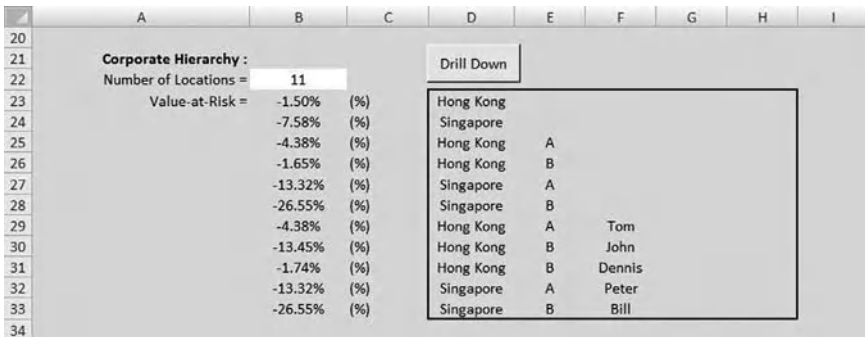 A B C D E F G H I
20
21 Corporate Hierarchy : Drill Down
22 Number of Locations = 11
23 Value-at-Risk = -1.50% (%) Hong Kong
24 -7.58% (%) Singapore
25 -4.38% (%) Hong Kong A
26 -1.65% (%) Hong Kong B
27 -13.32% (%) Singapore A
28 -26.55% (%) Singapore B
29 -4.38% (%) Hong Kong A Tom
30 -13.45% (%) Hong Kong B John
31 -1.74% (%) Hong Kong B Dennis
32 -13.32% (%) Singapore A Peter
33 -26.55% (%) Singapore B Bill
34